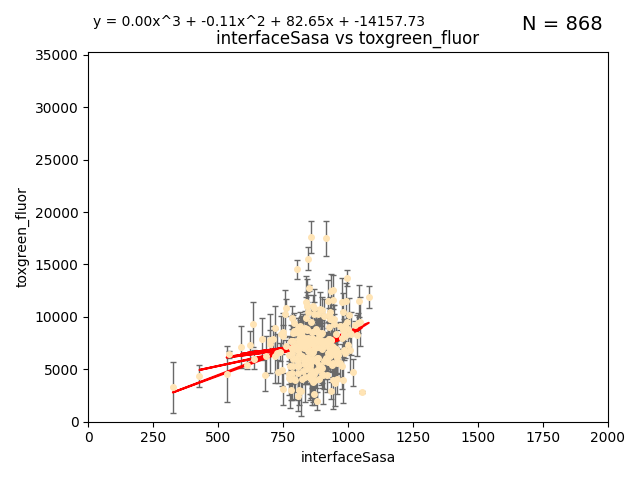 y = 0.00x^3 + -0.11x^2 + 82.65x + -14157.73
N = 868
interfaceSasa vs toxgreen_fluor
35000
30000
25000
20000
15000
10000
5000
0
toxgreen_fluor
0 250 500 750 1000 1250 1500 1750 2000
interfaceSasa